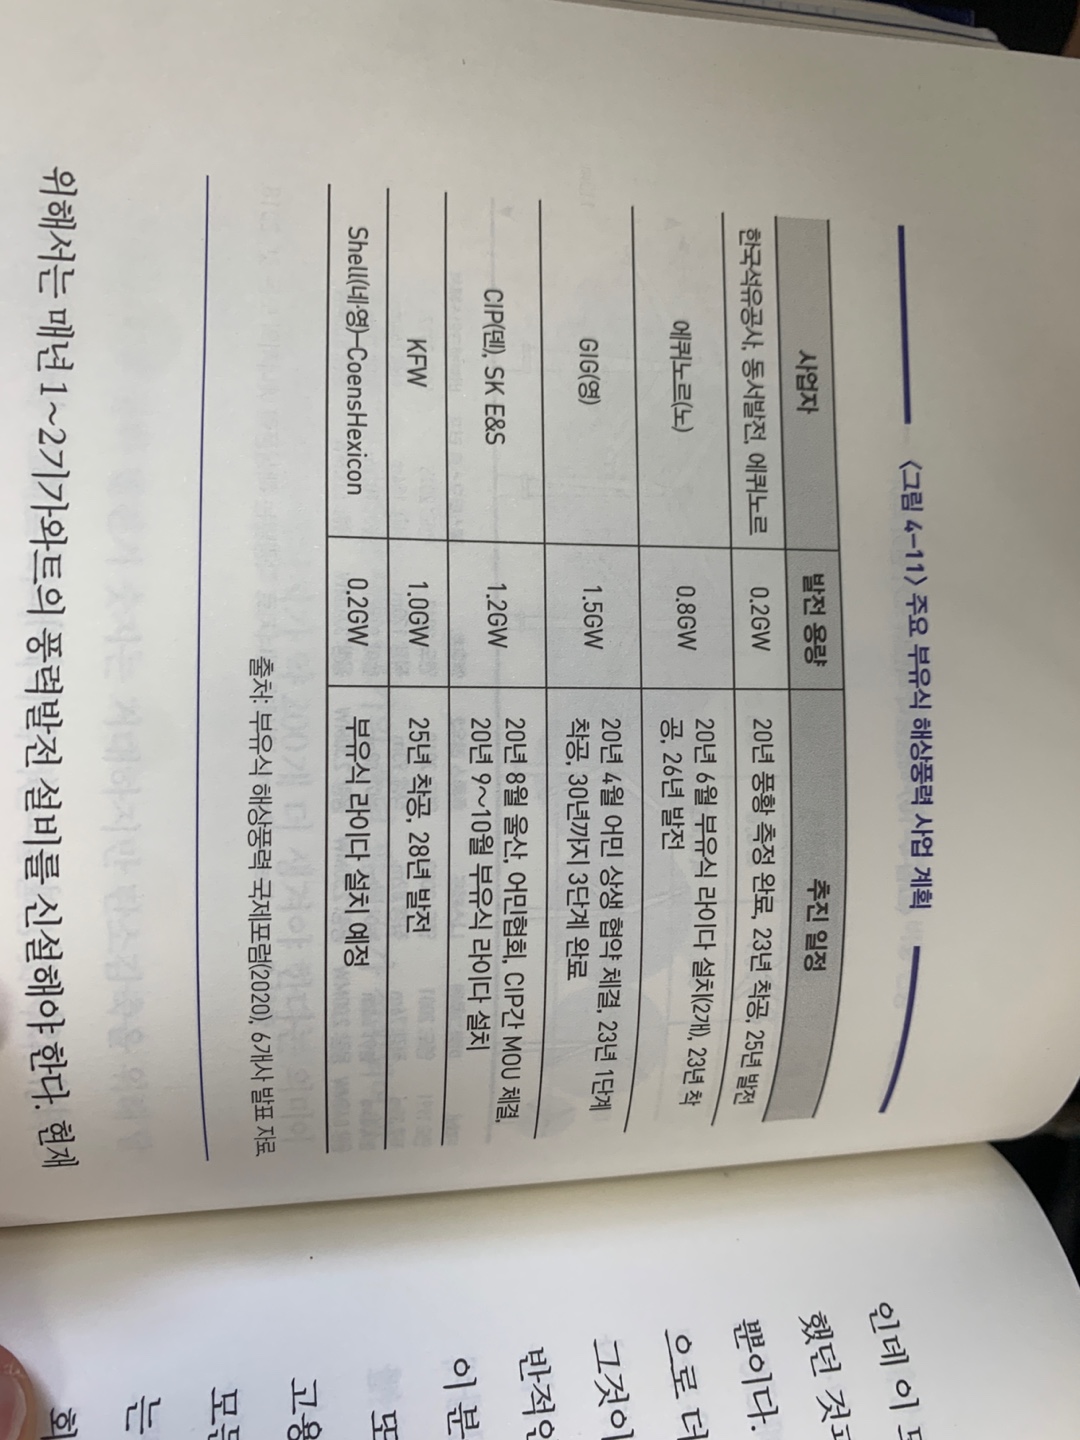 〈그림 4-11〉 주요 부유식 해상풍력 사업 계획
사업자 발전 용량 추진 일정
한국석유공사, 동서발전, 에퀴노르 0.2GW 20년 풍황 측정 완료, 23년 착공, 25년 발전
에퀴노르(노) 0.8GW 20년 6월 부유식 라이다 설치(2개), 23년 착
공, 26년 발전
GIG(영) 1.5GW 20년 4월 어민 상생 협약 체결, 23년 1단계
착공, 30년까지 3단계 완료
CIP(덴), SK E&S 1.2GW 20년 8월 울산, 어민협회, CIP간 MOU 체결,
20년 9~10월 부유식 라이다 설치
KFW 1.0GW 25년 착공, 28년 발전
Shell(네·영)-CoensHexicon 0.2GW 부유식 라이다 설치 예정
출처: 부유식 해상풍력 국제포럼(2020), 6개사 발표 자료
위해서는 매년 1~2기가와트의 풍력발전 설비를 신설해야 한다. 현재
인데 이
했던
뿐이다.
으로 더
그것이
반적인
이 분
또
고용
모든
는
회